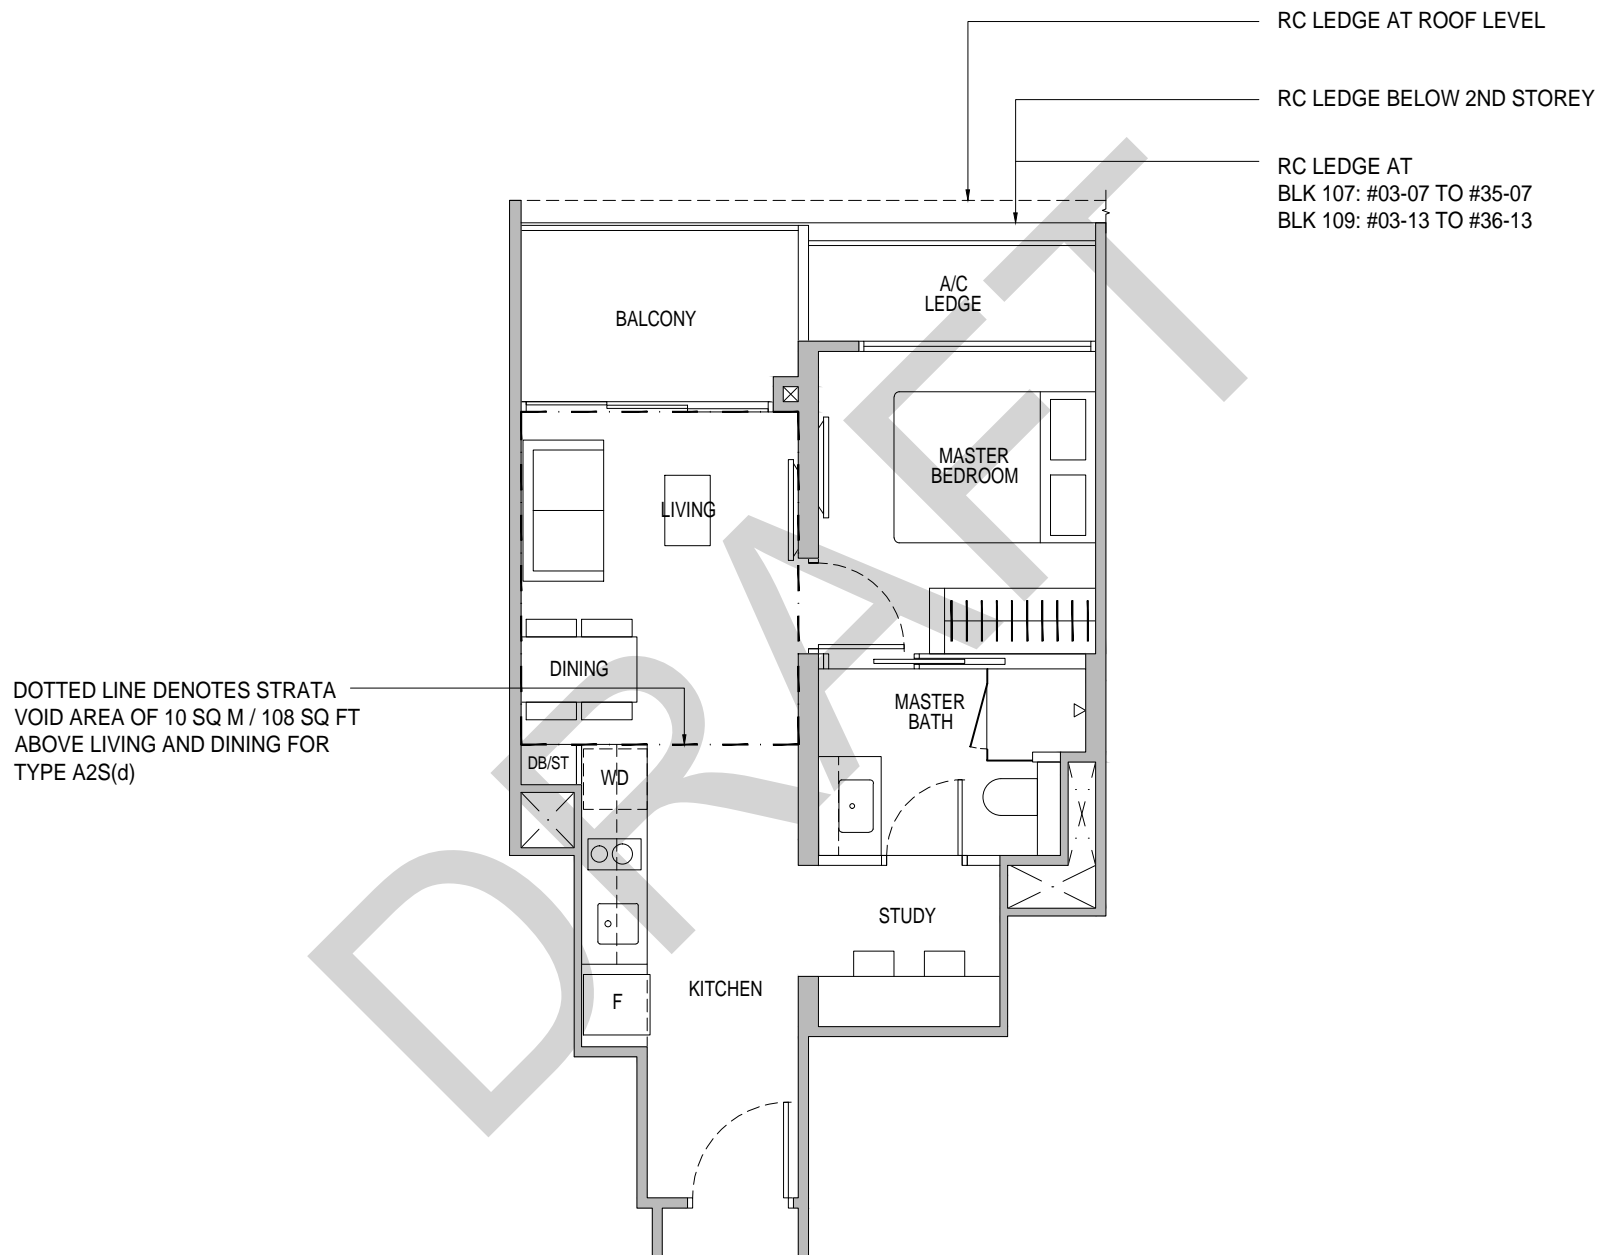 RC LEDGE AT ROOF LEVEL
RC LEDGE BELOW 2ND STOREY
RC LEDGE AT
BLK 107: #03-07 TO #35-07
BLK 109: #03-13 TO #36-13
A/C
LEDGE
BALCONY
MASTER
BEDROOM
LIVING
DINING
DOTTED LINE DENOTES STRATA
VOID AREA OF 10 SQ M / 108 SQ FT
ABOVE LIVING AND DINING FOR
TYPE A2S(d)
MASTER
BATH
DB/ST
WD
STUDY
KITCHEN
F
DRAFT